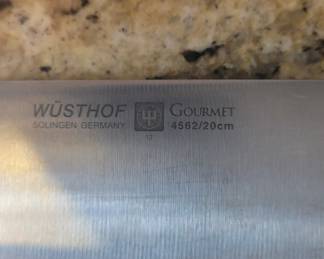 WÜSTHOF GOURMET
SOLINGEN GERMANY 4562/20cm